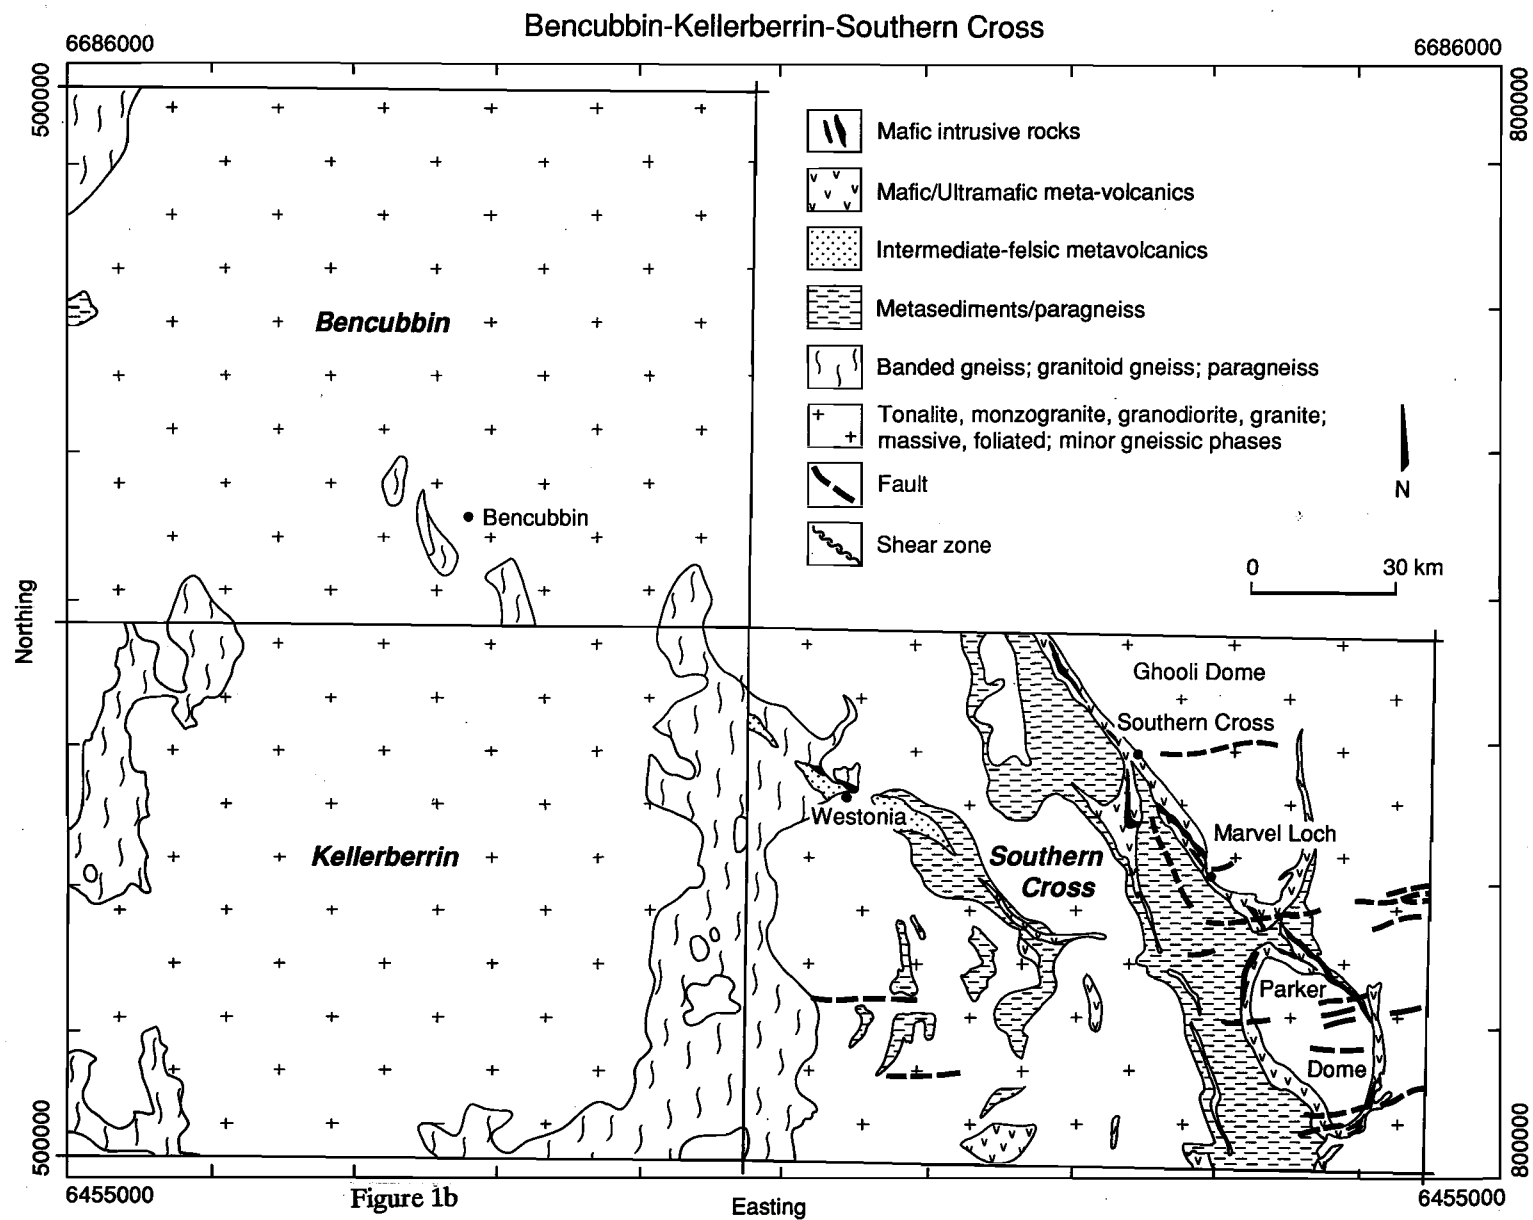 Bencubbin-Kellerberrin-Southern Cross
6686000
6686000
500000
800000
Mafic intrusive rocks
Mafic/Ultramafic meta-volcanics
Intermediate-felsic metavolcanics
Metasediments/paragneiss
Banded gneiss; granitoid gneiss; paragneiss
Tonalite, monzogranite, granodiorite, granite;
massive, foliated; minor gneissic phases
Fault
Shear zone
N
0 30 km
Bencubbin
Bencubbin
Northing
Ghooli Dome
Southern Cross
Westonia
Marvel Loch
Kellerberrin
Southern
Cross
Parker
Dome
500000
800000
6455000
Figure 1b
Easting
6455000